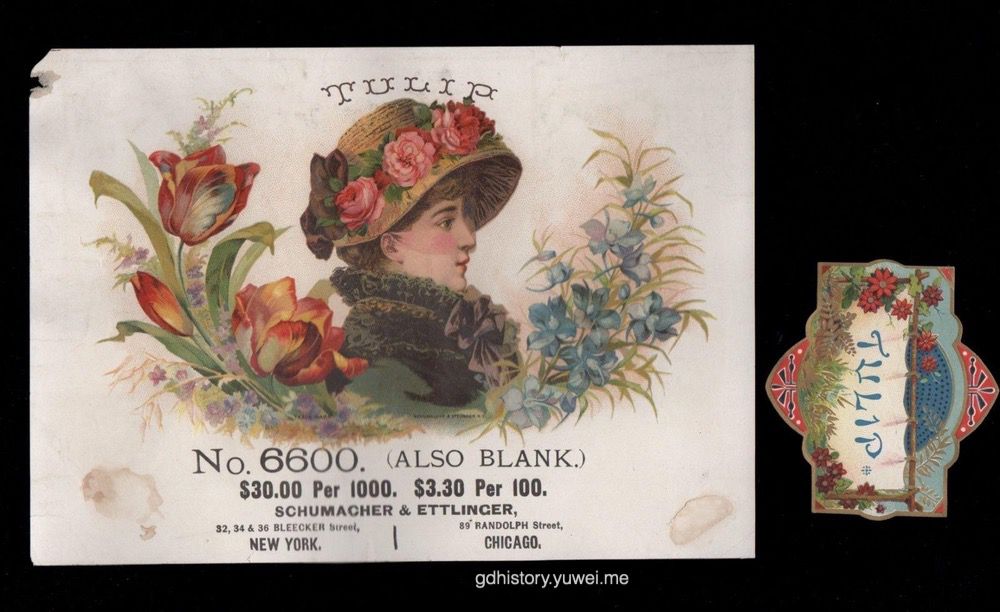 TULIP
No. 6600. (ALSO BLANK.)
$30.00 Per 1000. $3.30 Per 100.
SCHUMACHER & ETTLINGER,
32, 34 & 36 BLEECKER Street,
NEW YORK.
89 RANDOLPH Street,
CHICAGO.
TULIP
gdhistory.yuwei.me